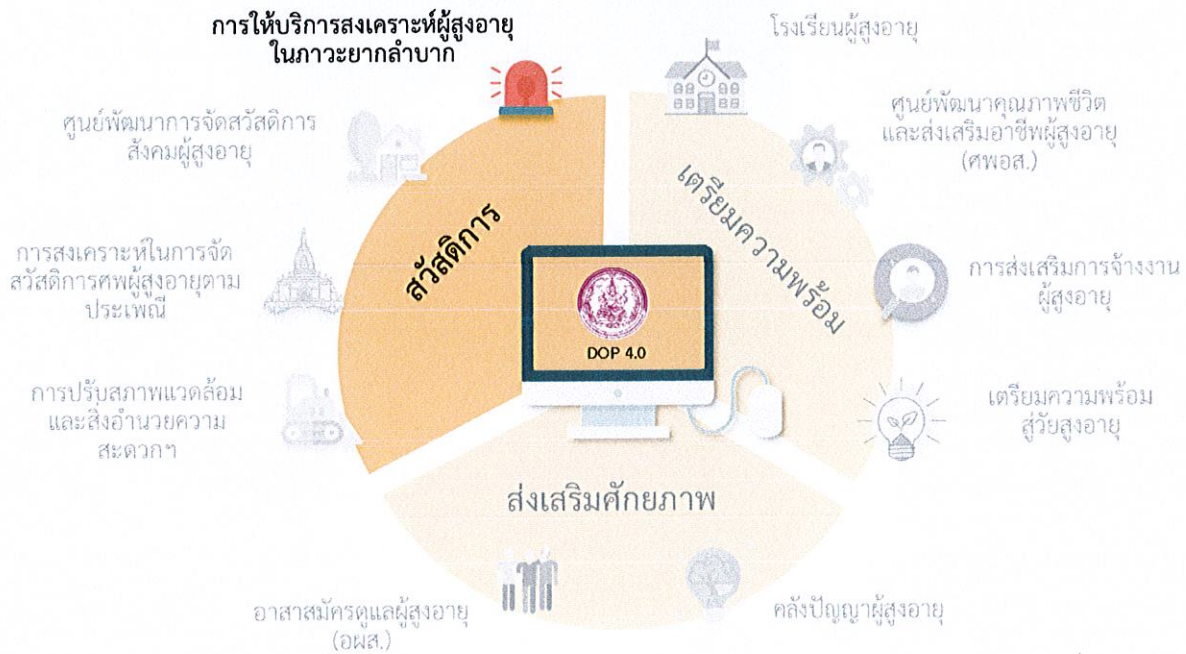 การให้บริการสงเคราะห์ผู้สูงอายุ
ในภาวะยากลำบาก
โรงเรียนผู้สูงอายุ
ศูนย์พัฒนาการจัดสวัสดิการ
สังคมผู้สูงอายุ
ศูนย์พัฒนาคุณภาพชีวิต
และส่งเสริมอาชีพผู้สูงอายุ
(ศพอส.)
สวัสดิการ
เตรียมความพร้อม
การสงเคราะห์ในการจัด
สวัสดิการศพผู้สูงอายุตาม
ประเพณี
DOP 4.0
การส่งเสริมการจ้างงาน
ผู้สูงอายุ
การปรับสภาพแวดล้อม
และสิ่งอำนวยความ
สะดวกฯ
เตรียมความพร้อม
สู่วัยสูงอายุ
ส่งเสริมศักยภาพ
อาสาสมัครดูแลผู้สูงอายุ
(อผส.)
คลังปัญญาผู้สูงอายุ